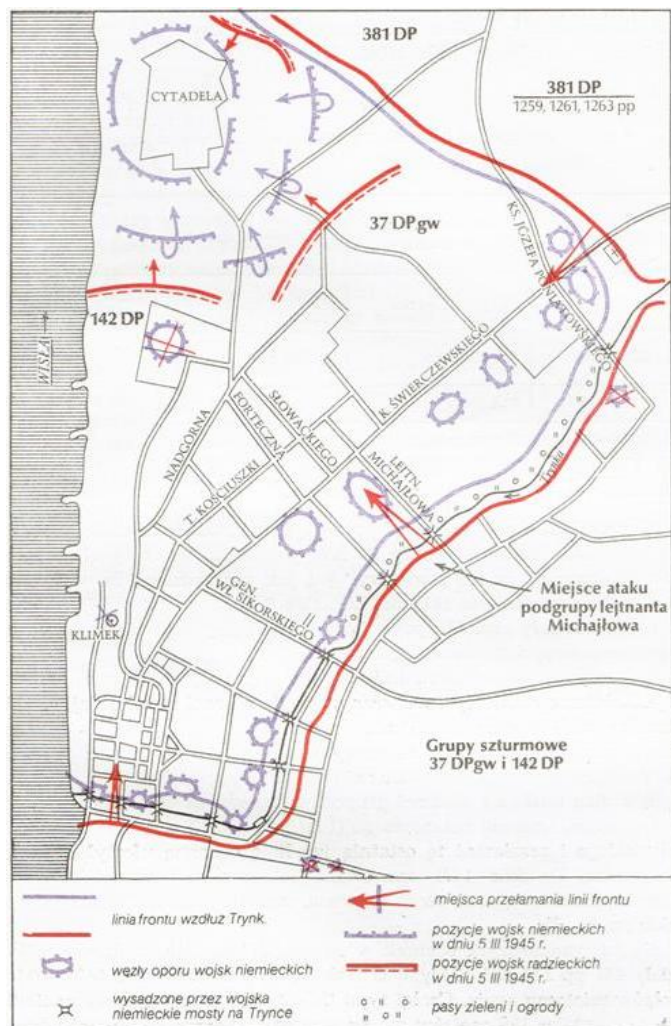 381 DP
CYTADELA
381 DP
1259, 1261, 1263 pp
37 DPgw
KS. JÓZEFA PONIATOWSKIEGO
142 DP
WISŁA
K. ŚWIERCZEWSKIEGO
NADGÓRNA
FORTECZNA
SŁOWACKIEGO
T. KOŚCIUSZKI
LEJTN.
MICHAJŁOWA
Trynka
GEN.
WŁ. SIKORSKIEGO
Miejsce ataku
podgrupy lejtnanta
Michajłowa
KLIMEK
Grupy szturmowe
37 DPgw i 142 DP
linia frontu wzdłuż Trynk.
węzły oporu wojsk niemieckich
wysadzone przez wojska
niemieckie mosty na Trynce
miejsca przełamania linii frontu
pozycje wojsk niemieckich
w dniu 5 III 1945 r.
pozycje wojsk radzieckich
w dniu 5 III 1945 r.
pasy zieleni i ogrody